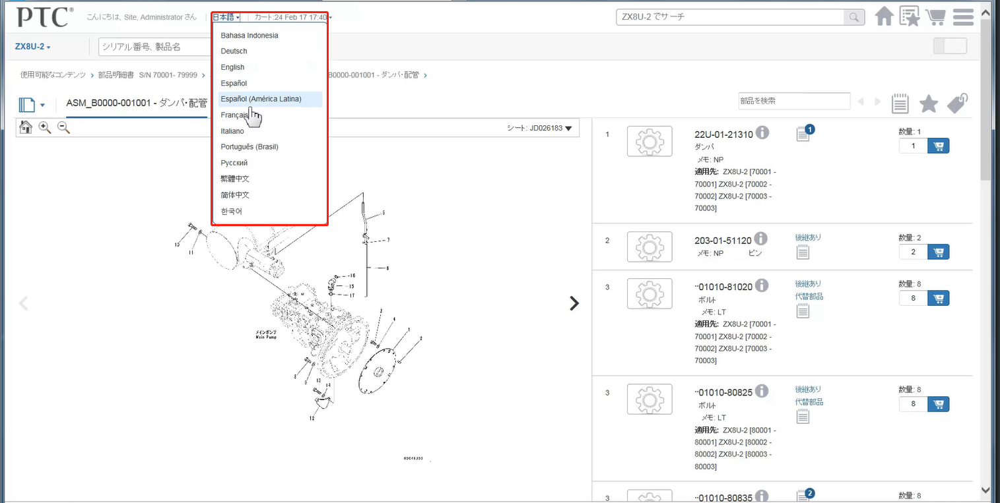 PTC®
こんにちは, Site, Administrator さん
日本語
カート:24 Feb 17 17:40
ZX8U-2 でサーチ
ZX8U-2
シリアル番号、製品名
Bahasa Indonesia
Deutsch
English
Español
Español (América Latina)
Français
Italiano
Português (Brasil)
Русский
繁體中文
简体中文
한국어
使用可能なコンテンツ
部品明細書 S/N 70001- 79999
B0000-001001 - ダンパ・配管
ASM_B0000-001001 - ダンパ・配管
部品を検索
シート: JD026183
10
11
5
7
6
16
15
17
メインポンプ
Main Pump
3
4
1
2
8
9
13
14
12
1
22U-01-21310
ダンパ
メモ: NP
適用先: ZX8U-2 [70001 -
70001] ZX8U-2 [70002 -
70002] ZX8U-2 [70003 -
70003]
1
数量: 1
1
2
203-01-51120
メモ: NP ピン
後継あり
数量: 2
2
3
··01010-81020
ボルト
メモ: LT
適用先: ZX8U-2 [70001 -
70001] ZX8U-2 [70002 -
70002] ZX8U-2 [70003 -
70003]
後継あり
代替部品
数量: 8
8
3
··01010-80825
ボルト
メモ: LT
適用先: ZX8U-2 [80001 -
80001] ZX8U-2 [80002 -
80002] ZX8U-2 [80003 -
80003]
後継あり
代替部品
数量: 8
8
3
··01010-80835
2
数量: 8